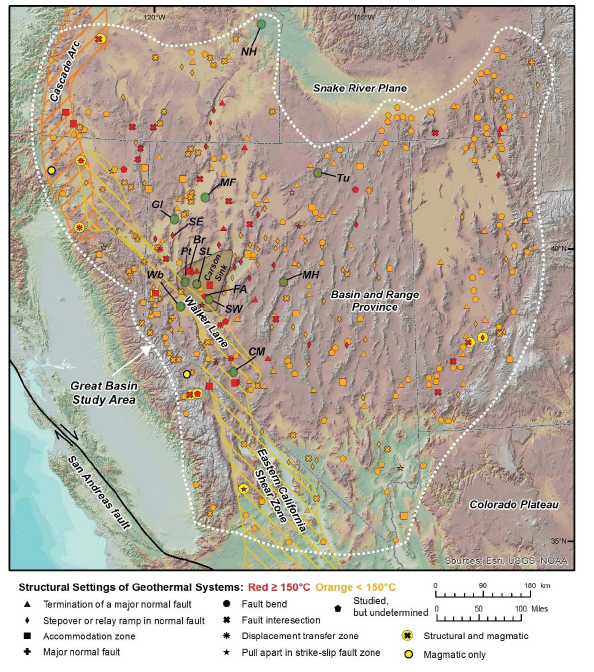 120°W
115°W
Cascade Arc
NH
Snake River Plane
Tu
MF
Gl
SE
Br
Pt
SL
Carson
Sink
40°N
Wb
MH
FA
SW
Basin and Range
Province
Walker Lane
CM
Great Basin
Study Area
San Andreas fault
Eastern California
Shear Zone
Colorado Plateau
35°N
Sources: Esri, USGS, NOAA
Structural Settings of Geothermal Systems: Red ≥ 150°C Orange < 150°C
0 90 180 km
0 50 100 Miles
Termination of a major normal fault
Stepover or relay ramp in normal fault
Accommodation zone
Major normal fault
Fault bend
Fault interesection
Displacement transfer zone
Pull apart in strike-slip fault zone
Studied,
but undetermined
Structural and magmatic
Magmatic only